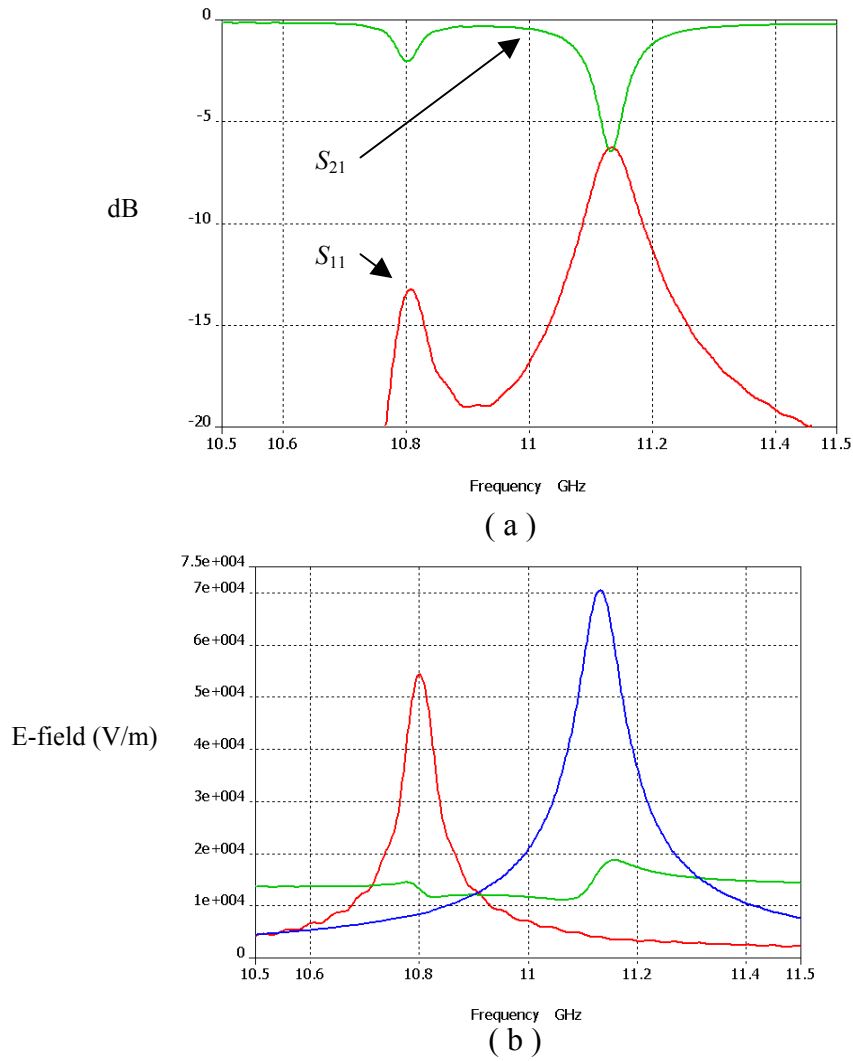 0
-5
-10
-15
-20
dB
S21
S11
10.5 10.6 10.8 11 11.2 11.4 11.5
Frequency GHz
( a )
7.5e+004
7e+004
6e+004
5e+004
4e+004
3e+004
2e+004
1e+004
0
E-field (V/m)
10.5 10.6 10.8 11 11.2 11.4 11.5
Frequency GHz
( b )